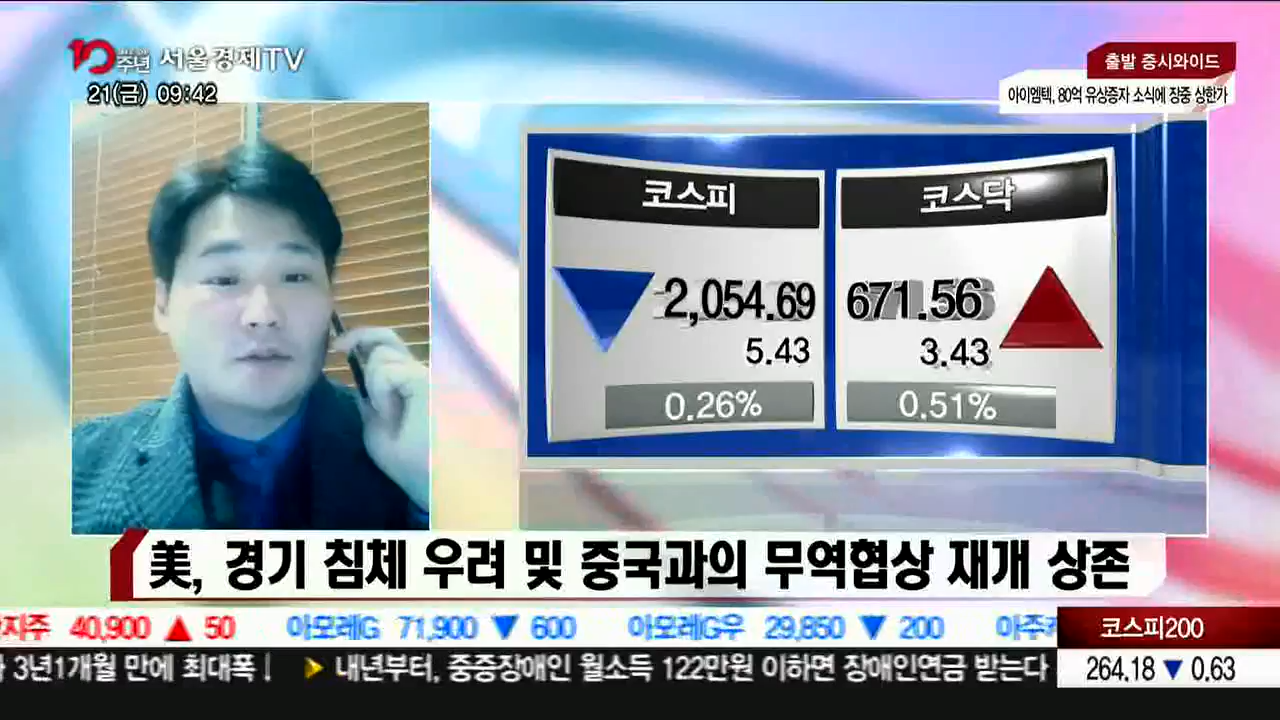 10주년 서울경제TV
21(금) 09:42
출발 증시와이드
아이엠텍, 80억 유상증자 소식에 장중 상한가
코스피
▼ 2,054.69
5.43
0.26%
코스닥
671.56 ▲
3.43
0.51%
美, 경기 침체 우려 및 중국과의 무역협상 재개 상존
지주 40,900 ▲ 50 아모레G 71,900 ▼ 600 아모레G우 29,850 ▼ 200
코스피200
3년1개월 만에 최대폭! ▶ 내년부터, 중증장애인 월소득 122만원 이하면 장애인연금 받는다
264.18 ▼ 0.63